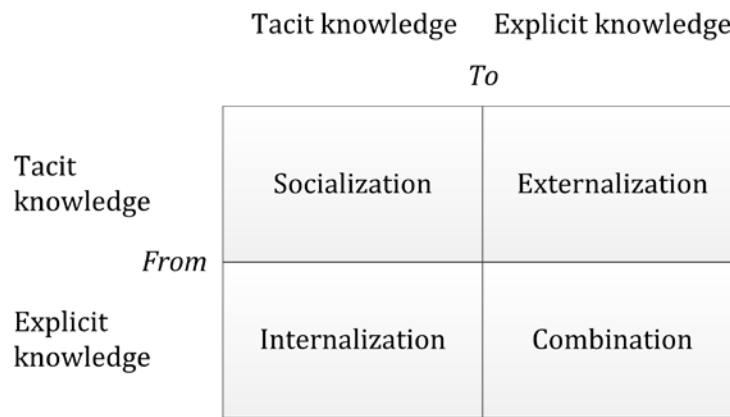 Tacit knowledge Explicit knowledge
To
Tacit
knowledge
Socialization Externalization
From
Explicit
knowledge
Internalization Combination